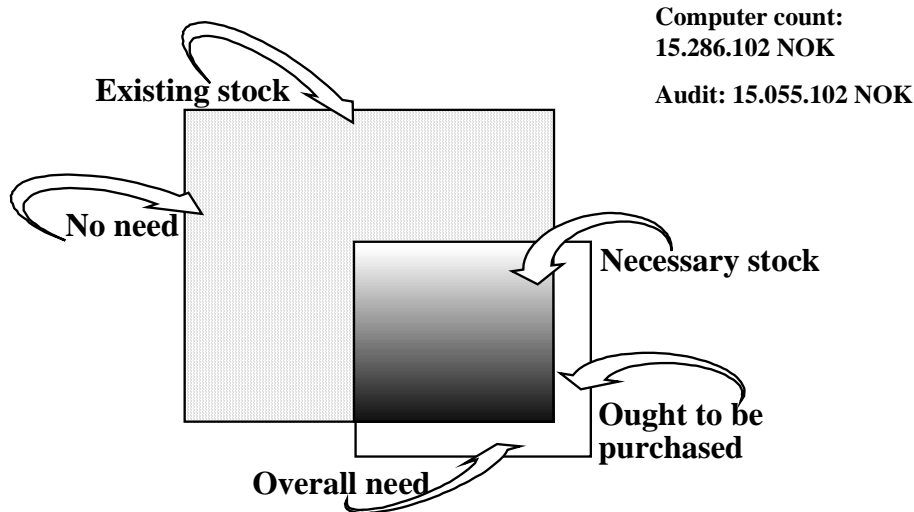 Computer count:
15.286.102 NOK
Audit: 15.055.102 NOK
Existing stock
No need
Necessary stock
Ought to be
purchased
Overall need